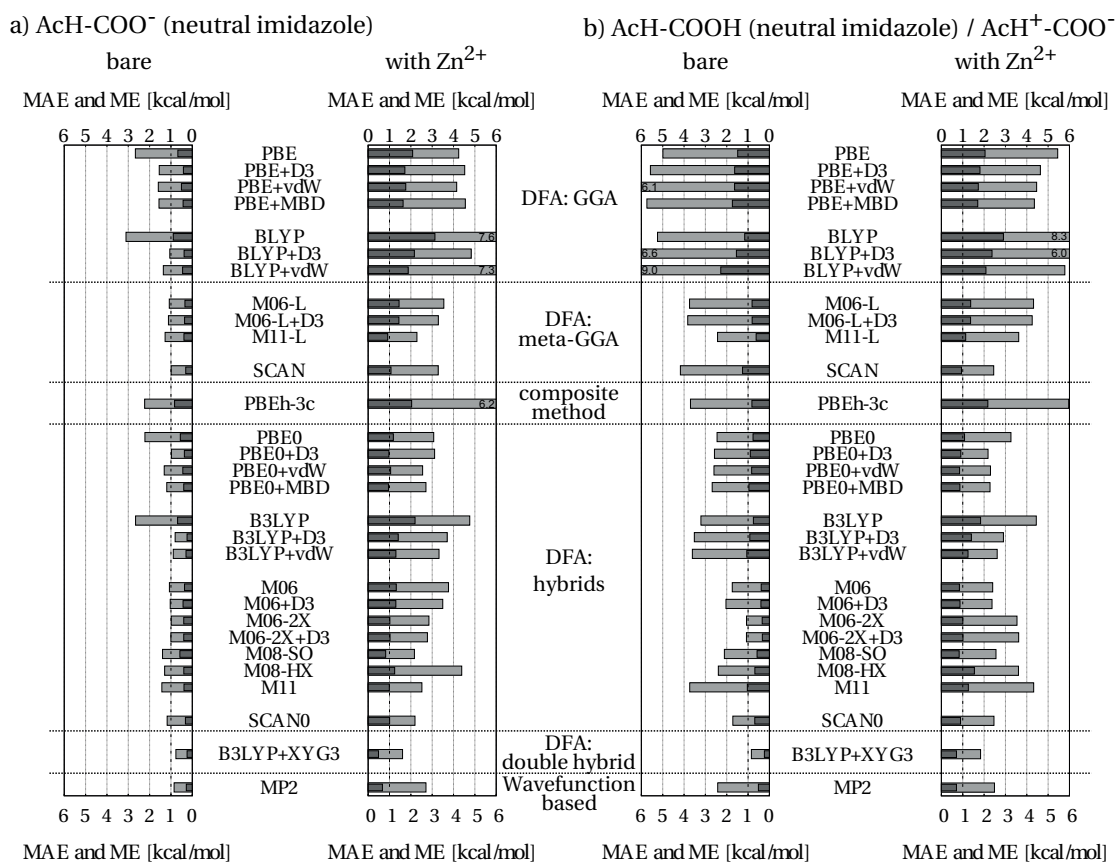 a) AcH-COO⁻ (neutral imidazole)
b) AcH-COOH (neutral imidazole) / AcH⁺-COO⁻
bare with Zn²⁺ bare with Zn²⁺
MAE and ME [kcal/mol] MAE and ME [kcal/mol] MAE and ME [kcal/mol] MAE and ME [kcal/mol]
6 5 4 3 2 1 0 0 1 2 3 4 5 6 6 5 4 3 2 1 0 0 1 2 3 4 5 6
PBE PBE
PBE+D3 PBE+D3
PBE+vdW 6.1 PBE+vdW
DFA: GGA
PBE+MBD PBE+MBD
BLYP 7.6 BLYP 8.3
BLYP+D3 6.6 BLYP+D3 6.0
BLYP+vdW 7.3 9.0 BLYP+vdW
M06-L M06-L
M06-L+D3 DFA: M06-L+D3
M11-L meta-GGA M11-L
SCAN SCAN
composite
PBEh-3c 6.2 PBEh-3c
method
PBE0 PBE0
PBE0+D3 PBE0+D3
PBE0+vdW PBE0+vdW
PBE0+MBD PBE0+MBD
B3LYP B3LYP
B3LYP+D3 B3LYP+D3
DFA:
B3LYP+vdW B3LYP+vdW
hybrids
M06 M06
M06+D3 M06+D3
M06-2X M06-2X
M06-2X+D3 M06-2X+D3
M08-SO M08-SO
M08-HX M08-HX
M11 M11
SCAN0 SCAN0
DFA:
B3LYP+XYG3 double hybrid B3LYP+XYG3
MP2 Wavefunction MP2
based
6 5 4 3 2 1 0 0 1 2 3 4 5 6 6 5 4 3 2 1 0 0 1 2 3 4 5 6
MAE and ME [kcal/mol] MAE and ME [kcal/mol] MAE and ME [kcal/mol] MAE and ME [kcal/mol]